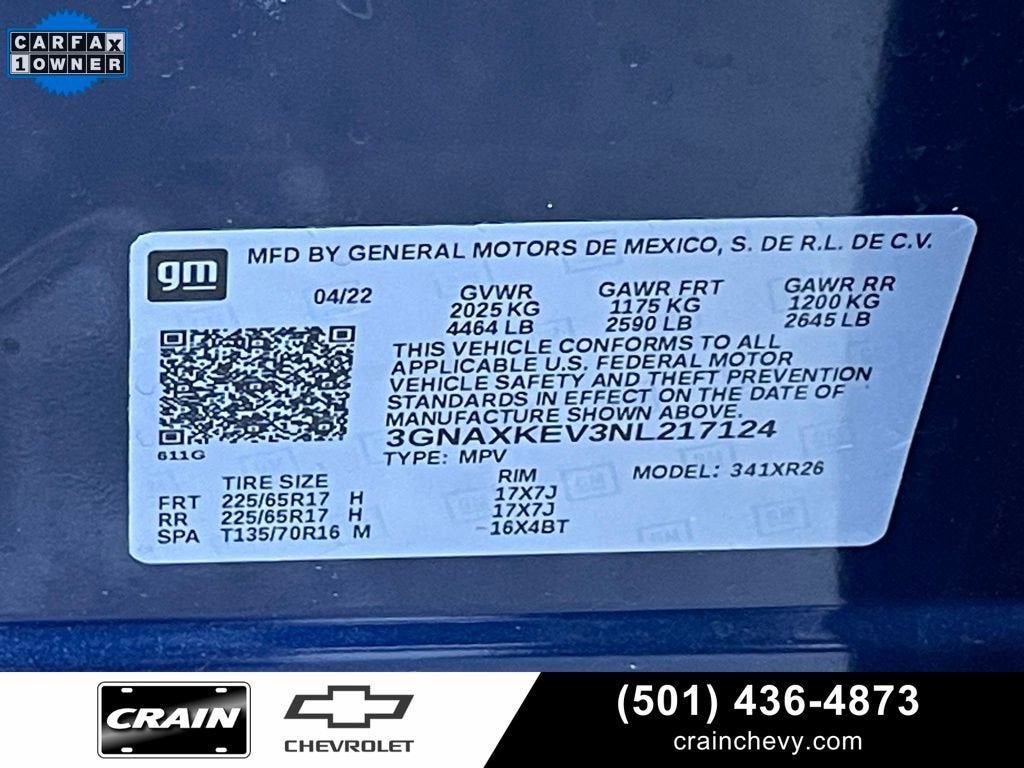 CARFAX
1 OWNER
gm
MFD BY GENERAL MOTORS DE MEXICO, S. DE R.L. DE C.V.
04/22
GVWR GAWR FRT GAWR RR
2025 KG 1175 KG 1200 KG
4464 LB 2590 LB 2645 LB
THIS VEHICLE CONFORMS TO ALL
APPLICABLE U.S. FEDERAL MOTOR
VEHICLE SAFETY AND THEFT PREVENTION
STANDARDS IN EFFECT ON THE DATE OF
MANUFACTURE SHOWN ABOVE.
3GNAXKEV3NL217124
611G
TYPE: MPV MODEL: 341XR26
TIRE SIZE RIM
FRT 225/65R17 H 17X7J
RR 225/65R17 H 17X7J
SPA T135/70R16 M 16X4BT
CRAIN
CHEVROLET
(501) 436-4873
crainchevy.com